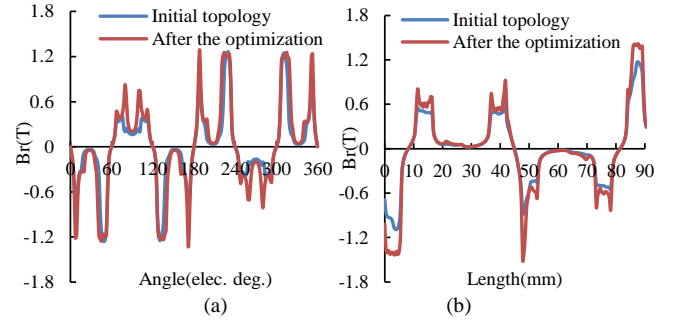 Initial topology
After the optimization
1.2
0.6
0
-0.6
-1.2
-1.8
Br(T)
0 60 120 180 240 300 360
Angle(elec. deg.)
(a)
Initial topology
After the optimization
1.8
1.2
0.6
0
-0.6
-1.2
-1.8
Br(T)
0 10 20 30 40 50 60 70 80 90
Length(mm)
(b)